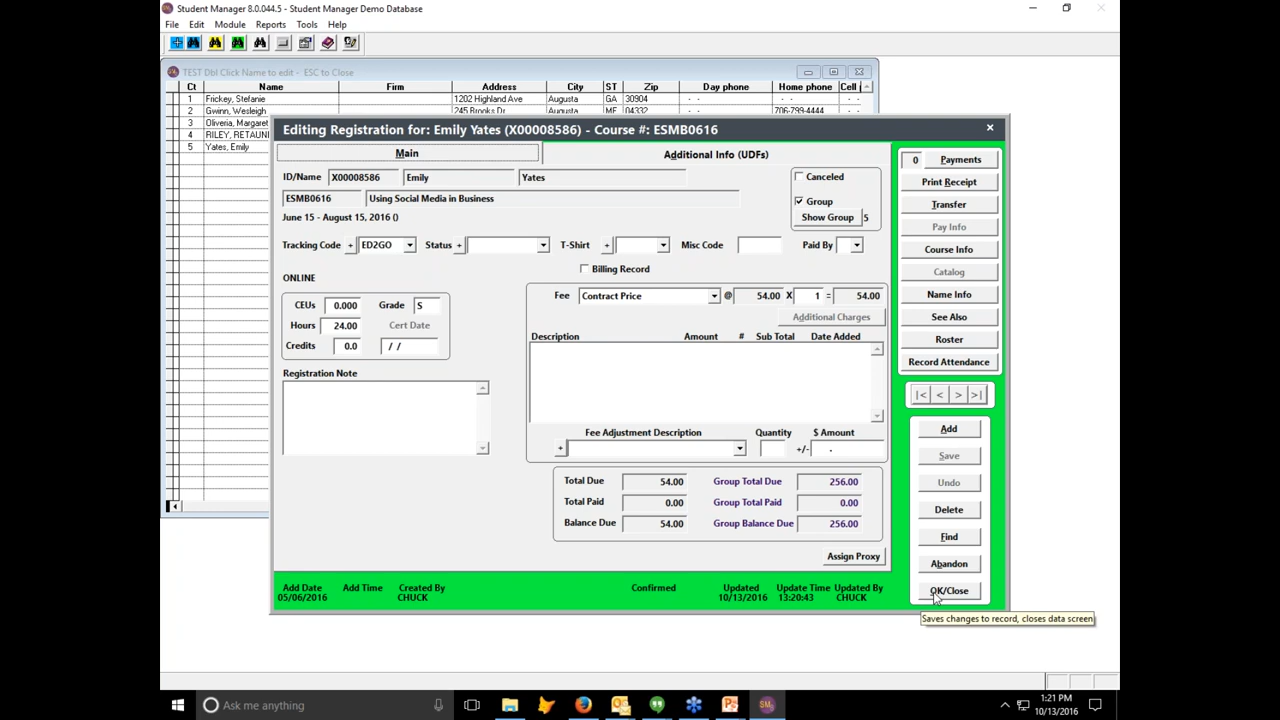 Student Manager 8.0.044.5 - Student Manager Demo Database
File Edit Module Reports Tools Help
TEST Dbl Click Name to edit - ESC to Close
Ct Name Firm Address City ST Zip Day phone Home phone Cell
1 Frickey, Stefanie 1202 Highland Ave Augusta GA 30904 - - - - - -
2 Gwinn, Wesleigh 245 Brooks Dr Augusta ME 04332 - - 706-799-4444
3 Oliveria, Margaret
4 RILEY, RETAUN
5 Yates, Emily
Editing Registration for: Emily Yates (X00008586) - Course #: ESMB0616
Main Additional Info (UDFs)
ID/Name X00008586 Emily Yates
Canceled
ESMB0616 Using Social Media in Business
Group
June 15 - August 15, 2016 ()
Show Group 5
Tracking Code + ED2GO Status + T-Shirt + Misc Code Paid By
Billing Record
ONLINE
CEUs 0.000 Grade S
Hours 24.00 Cert Date
Credits 0.0 / /
Fee Contract Price @ 54.00 X 1 = 54.00
Additional Charges
Description Amount # Sub Total Date Added
Registration Note
Fee Adjustment Description Quantity $ Amount
+ +/- .
Total Due 54.00 Group Total Due 256.00
Total Paid 0.00 Group Total Paid 0.00
Balance Due 54.00 Group Balance Due 256.00
Assign Proxy
Add Date Add Time Created By Confirmed Updated Update Time Updated By
05/06/2016 CHUCK 10/13/2016 13:20:43 CHUCK
0 Payments
Print Receipt
Transfer
Pay Info
Course Info
Catalog
Name Info
See Also
Roster
Record Attendance
|< < > >|
Add
Save
Undo
Delete
Find
Abandon
OK/Close
Saves changes to record, closes data screen
Ask me anything
1:21 PM
10/13/2016